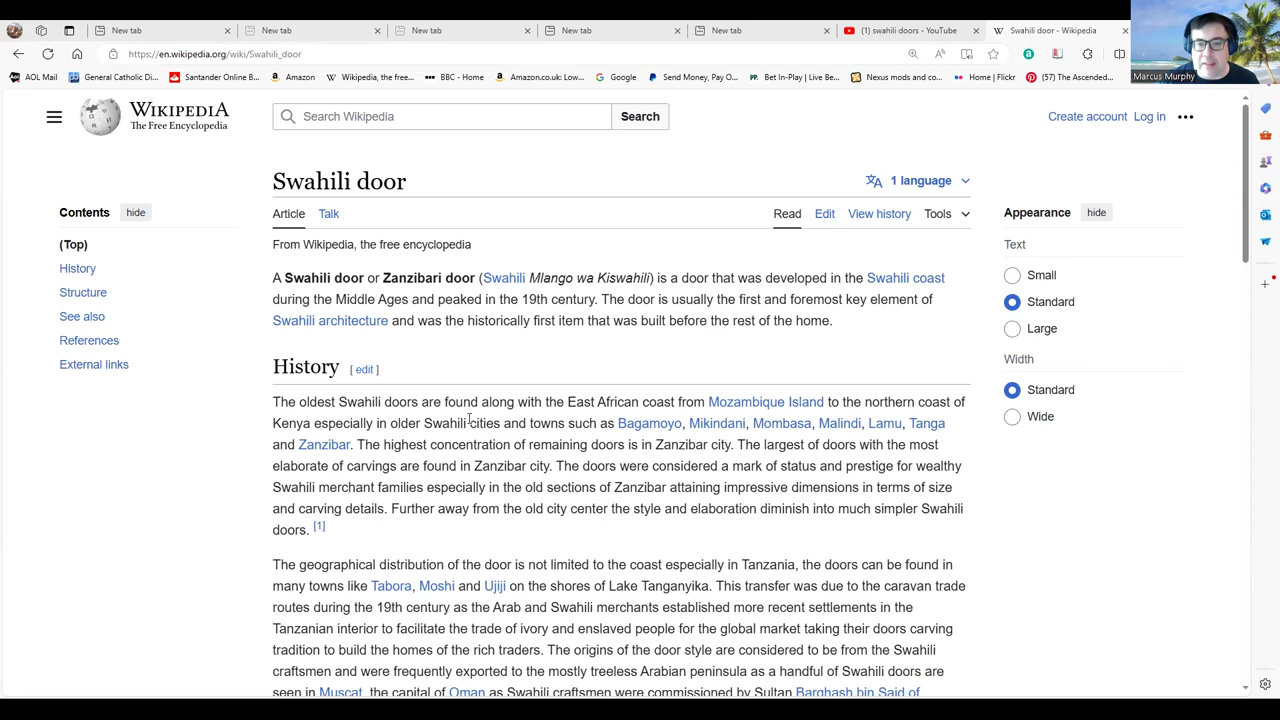 New tab
New tab
New tab
New tab
New tab
swahili doors - YouTube
Swahili door - Wikipedia
https://en.wikipedia.org/wiki/Swahili_door
AOL Mail
General Catholic Di...
Santander Online B...
Amazon
Wikipedia, the free...
BBC - Home
Amazon.co.uk: Low...
Google
Send Money, Pay O...
Bet In-Play | Live Be...
Nexus mods and co...
Home | Flickr
(57) The Ascended...
Marcus Murphy
WIKIPEDIA
The Free Encyclopedia
Search Wikipedia
Search
Create account Log in
Swahili door
1 language
Contents hide
(Top)
History
Structure
See also
References
External links
Article Talk
Read Edit View history Tools
From Wikipedia, the free encyclopedia
A Swahili door or Zanzibari door (Swahili Mlango wa Kiswahili) is a door that was developed in the Swahili coast
during the Middle Ages and peaked in the 19th century. The door is usually the first and foremost key element of
Swahili architecture and was the historically first item that was built before the rest of the home.
History [ edit ]
The oldest Swahili doors are found along with the East African coast from Mozambique Island to the northern coast of
Kenya especially in older Swahili cities and towns such as Bagamoyo, Mikindani, Mombasa, Malindi, Lamu, Tanga
and Zanzibar. The highest concentration of remaining doors is in Zanzibar city. The largest of doors with the most
elaborate of carvings are found in Zanzibar city. The doors were considered a mark of status and prestige for wealthy
Swahili merchant families especially in the old sections of Zanzibar attaining impressive dimensions in terms of size
and carving details. Further away from the old city center the style and elaboration diminish into much simpler Swahili
doors. [1]
The geographical distribution of the door is not limited to the coast especially in Tanzania, the doors can be found in
many towns like Tabora, Moshi and Ujiji on the shores of Lake Tanganyika. This transfer was due to the caravan trade
routes during the 19th century as the Arab and Swahili merchants established more recent settlements in the
Tanzanian interior to facilitate the trade of ivory and enslaved people for the global market taking their doors carving
tradition to build the homes of the rich traders. The origins of the door style are considered to be from the Swahili
craftsmen and were frequently exported to the mostly treeless Arabian peninsula as a handful of Swahili doors are
seen in Muscat, the capital of Oman as Swahili craftsmen were commissioned by Sultan Barghash bin Said of
Appearance hide
Text
Small
Standard
Large
Width
Standard
Wide